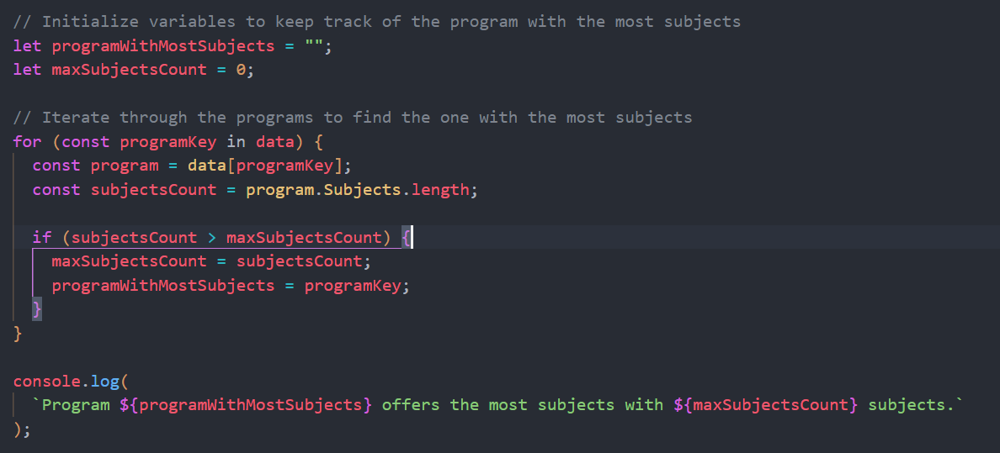 // Initialize variables to keep track of the program with the most subjects
let programWithMostSubjects = "";
let maxSubjectsCount = 0;

// Iterate through the programs to find the one with the most subjects
for (const programKey in data) {
  const program = data[programKey];
  const subjectsCount = program.Subjects.length;

  if (subjectsCount > maxSubjectsCount) {
    maxSubjectsCount = subjectsCount;
    programWithMostSubjects = programKey;
  }
}

console.log(
  `Program ${programWithMostSubjects} offers the most subjects with ${maxSubjectsCount} subjects.`
);